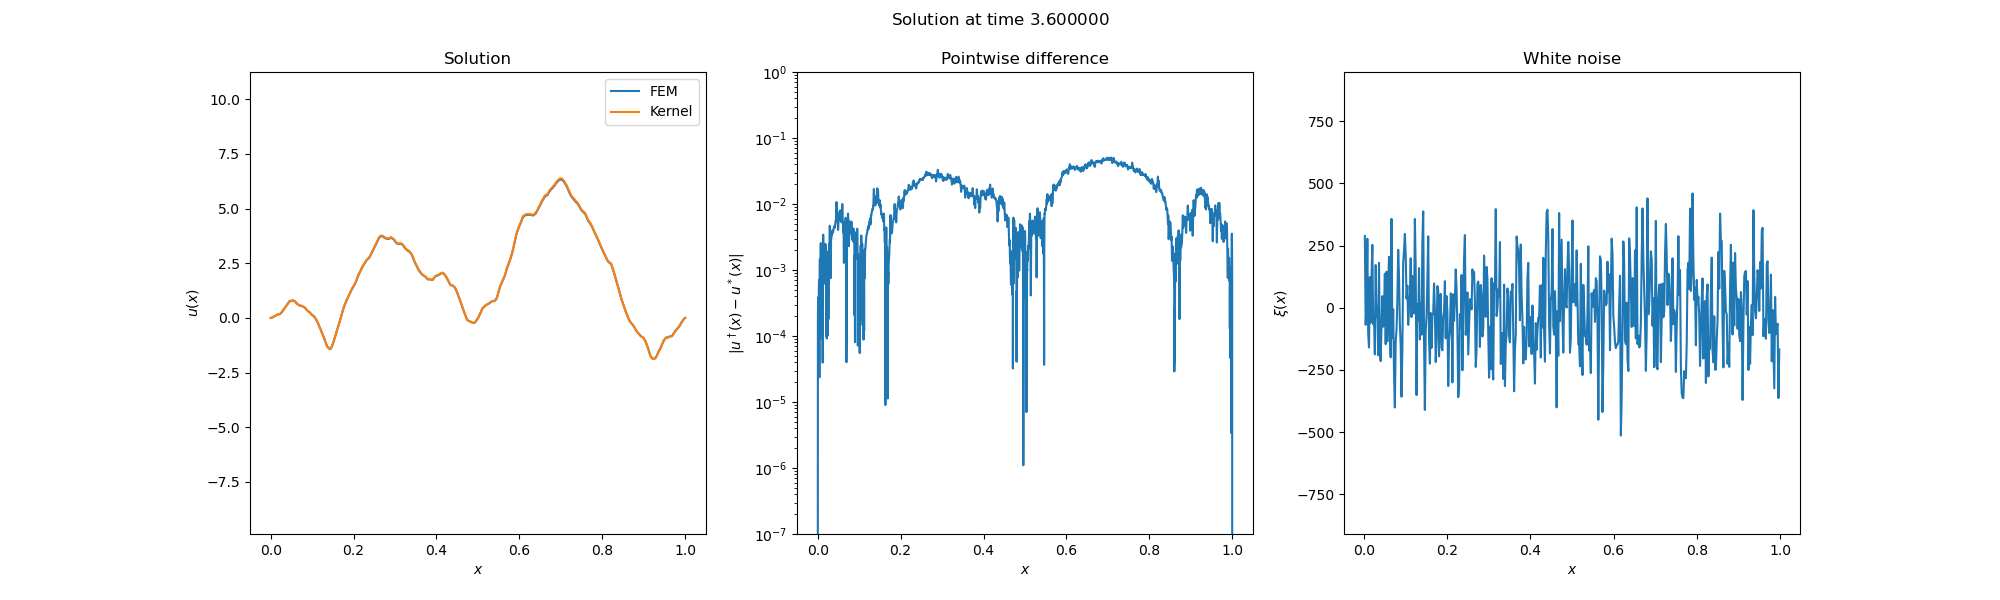 Solution at time 3.600000
Solution
10.0
7.5
5.0
2.5
0.0
−2.5
−5.0
−7.5
u(x)
0.0 0.2 0.4 0.6 0.8 1.0
x
FEM
Kernel
Pointwise difference
10⁰
10⁻¹
10⁻²
10⁻³
10⁻⁴
10⁻⁵
10⁻⁶
10⁻⁷
|u†(x) − u*(x)|
0.0 0.2 0.4 0.6 0.8 1.0
x
White noise
750
500
250
0
−250
−500
−750
ξ(x)
0.0 0.2 0.4 0.6 0.8 1.0
x